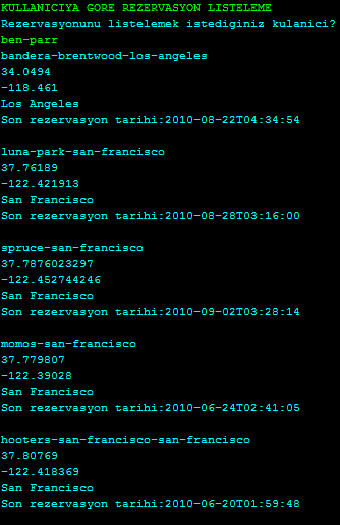 KULLANICIYA GORE REZERVASYON LISTELEME
Rezervasyonunu listelemek istediginiz kulanici?
ben-parr
bandera-brentwood-los-angeles
34.0494
-118.461
Los Angeles
Son rezervasyon tarihi:2010-08-22T04:34:54
luna-park-san-francisco
37.76189
-122.421913
San Francisco
Son rezervasyon tarihi:2010-08-28T03:16:00
spruce-san-francisco
37.7876023297
-122.452744246
San Francisco
Son rezervasyon tarihi:2010-09-02T03:28:14
momos-san-francisco
37.779807
-122.39028
San Francisco
Son rezervasyon tarihi:2010-06-24T02:41:05
hooters-san-francisco-san-francisco
37.80769
-122.418369
San Francisco
Son rezervasyon tarihi:2010-06-20T01:59:48